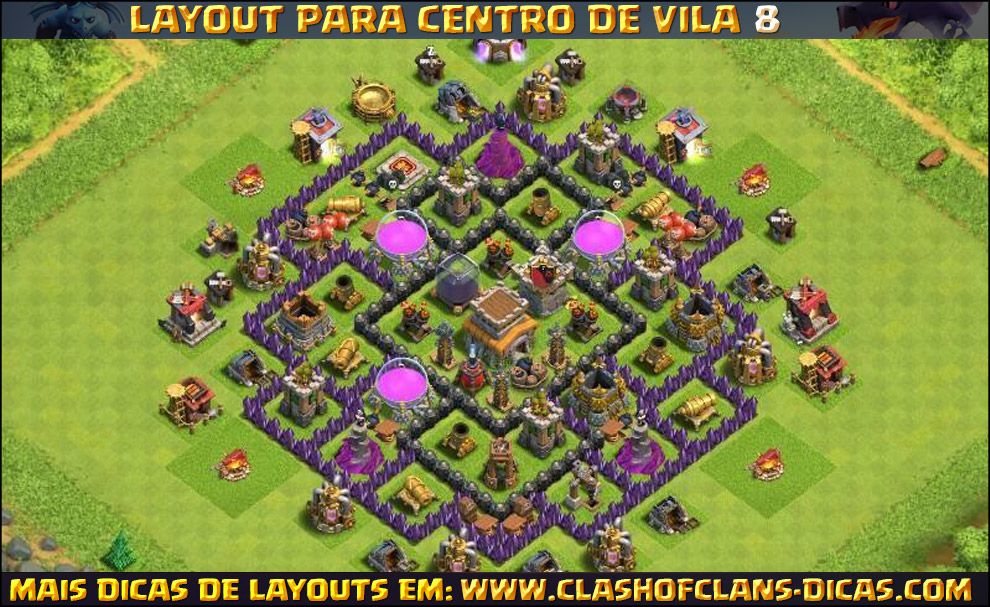 LAYOUT PARA CENTRO DE VILA 8
MAIS DICAS DE LAYOUTS EM: WWW.CLASHOFCLANS-DICAS.COM